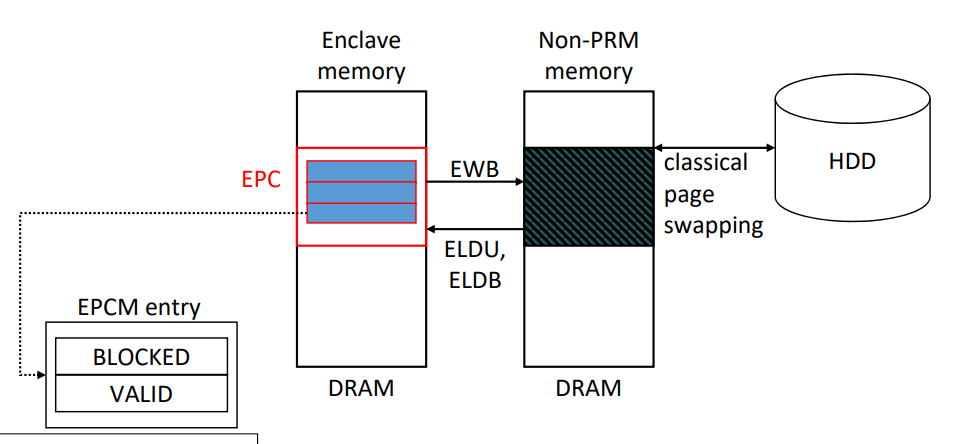 Enclave
memory
Non-PRM
memory
EPC
EWB
ELDU,
ELDB
classical
page
swapping
HDD
EPCM entry
BLOCKED
VALID
DRAM
DRAM